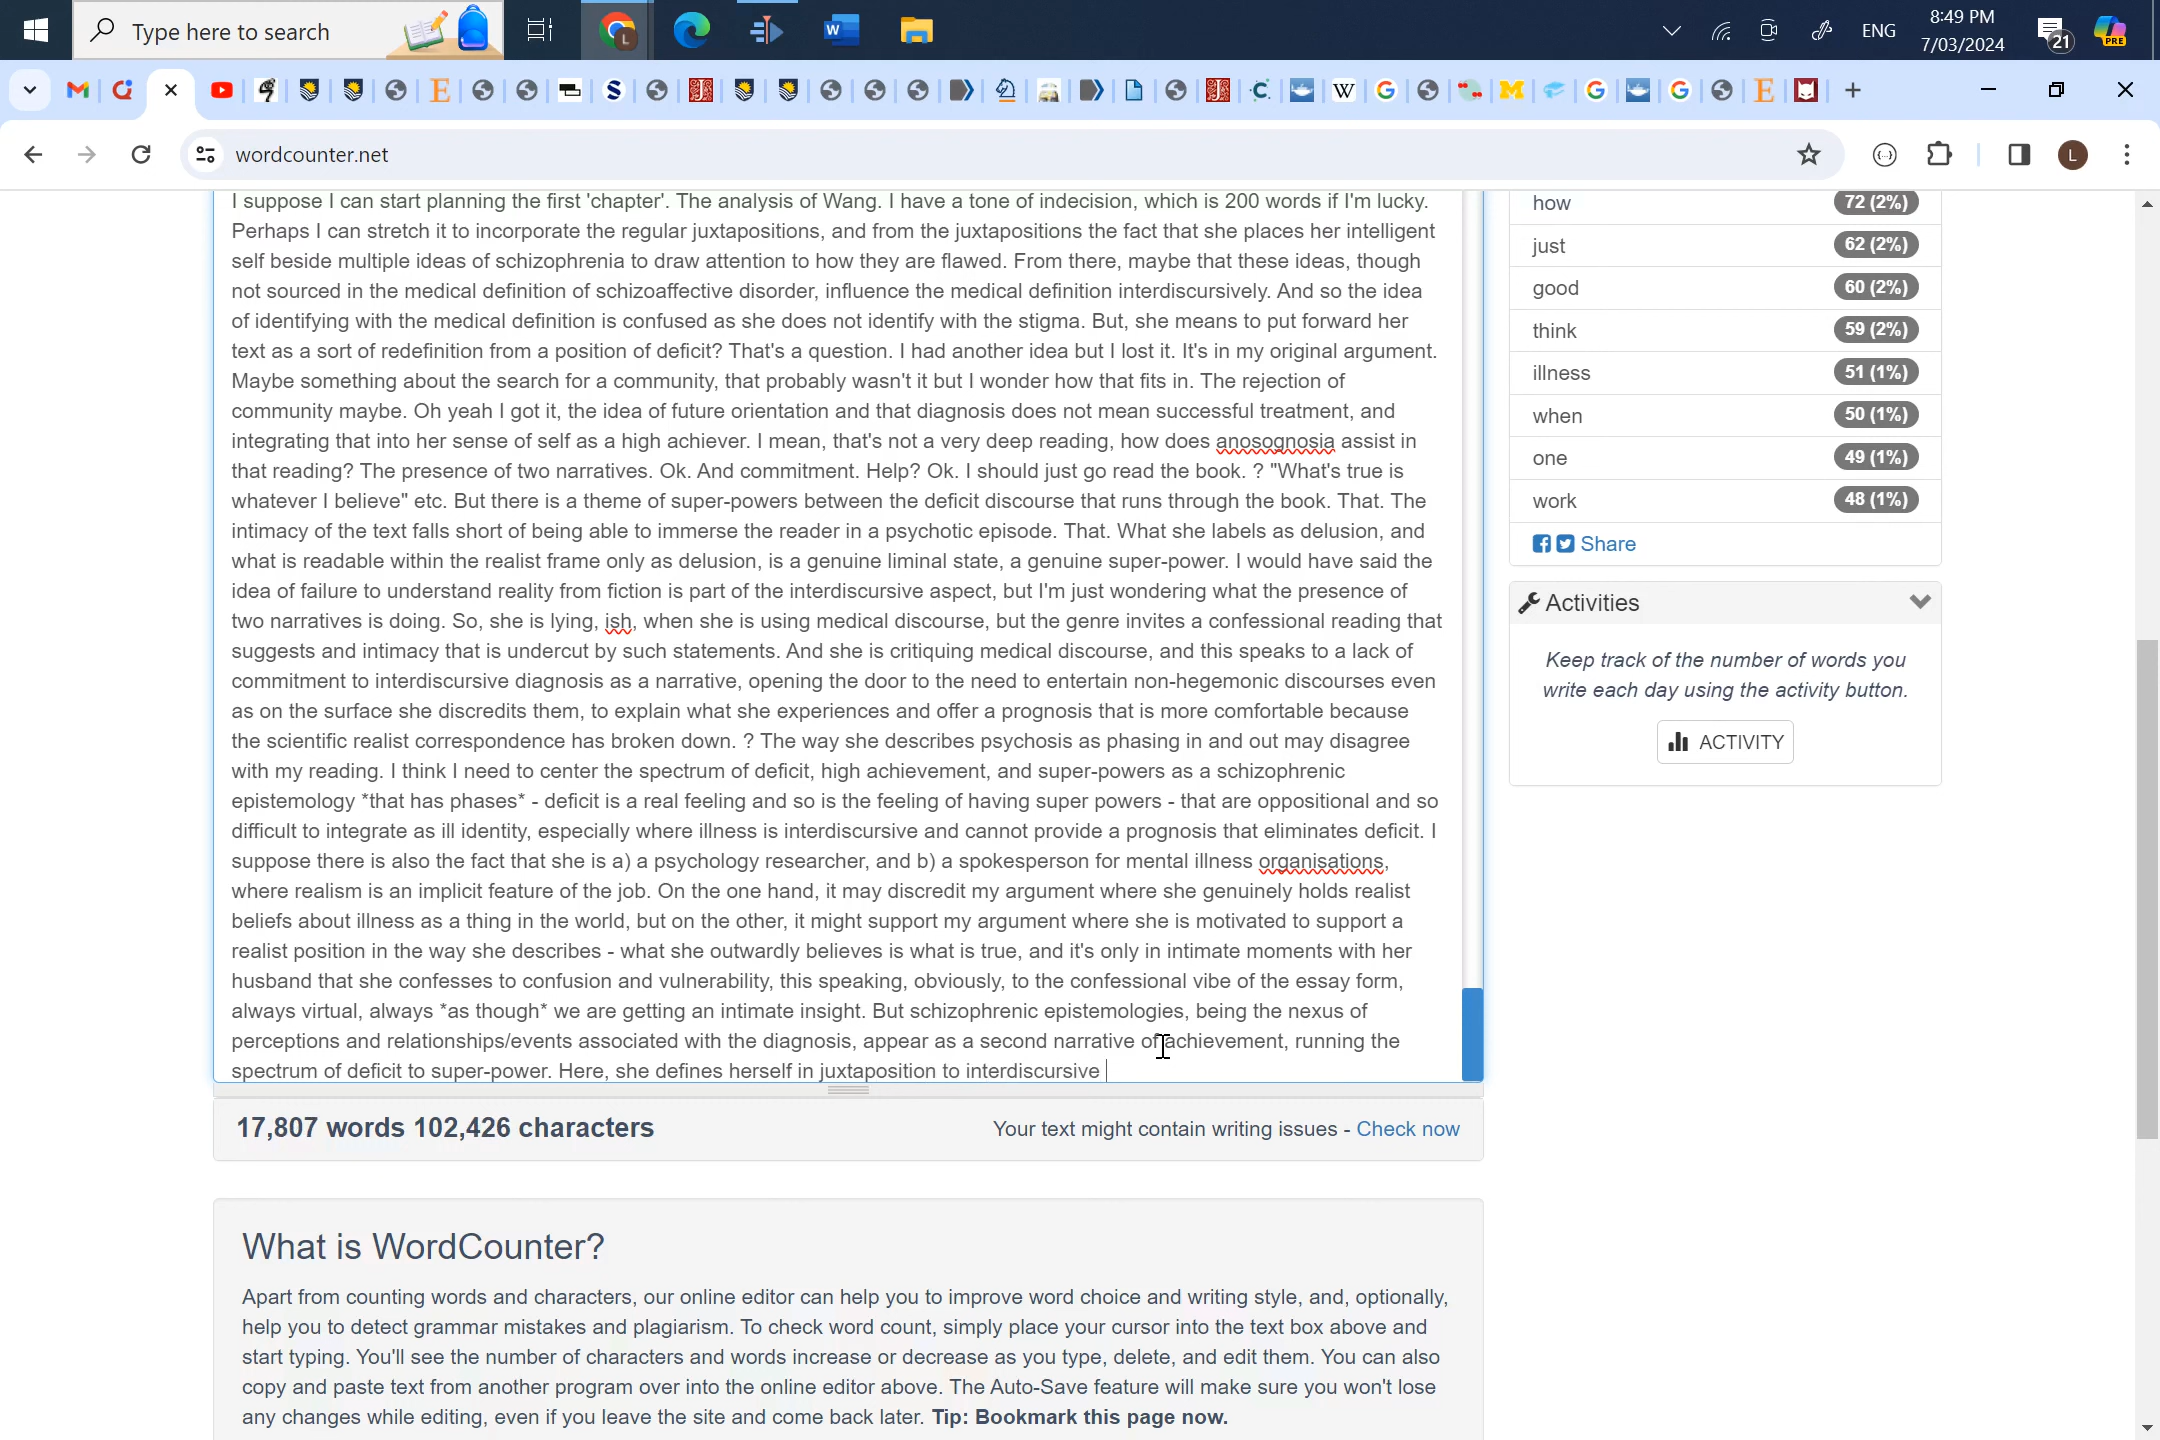 Type here to search
ENG
8:49 PM
7/03/2024
21
PRE
wordcounter.net
L
I suppose I can start planning the first 'chapter'. The analysis of Wang. I have a tone of indecision, which is 200 words if I'm lucky.
Perhaps I can stretch it to incorporate the regular juxtapositions, and from the juxtapositions the fact that she places her intelligent
self beside multiple ideas of schizophrenia to draw attention to how they are flawed. From there, maybe that these ideas, though
not sourced in the medical definition of schizoaffective disorder, influence the medical definition interdiscursively. And so the idea
of identifying with the medical definition is confused as she does not identify with the stigma. But, she means to put forward her
text as a sort of redefinition from a position of deficit? That's a question. I had another idea but I lost it. It's in my original argument.
Maybe something about the search for a community, that probably wasn't it but I wonder how that fits in. The rejection of
community maybe. Oh yeah I got it, the idea of future orientation and that diagnosis does not mean successful treatment, and
integrating that into her sense of self as a high achiever. I mean, that's not a very deep reading, how does anosognosia assist in
that reading? The presence of two narratives. Ok. And commitment. Help? Ok. I should just go read the book. ? "What's true is
whatever I believe" etc. But there is a theme of super-powers between the deficit discourse that runs through the book. That. The
intimacy of the text falls short of being able to immerse the reader in a psychotic episode. That. What she labels as delusion, and
what is readable within the realist frame only as delusion, is a genuine liminal state, a genuine super-power. I would have said the
idea of failure to understand reality from fiction is part of the interdiscursive aspect, but I'm just wondering what the presence of
two narratives is doing. So, she is lying, ish, when she is using medical discourse, but the genre invites a confessional reading that
suggests and intimacy that is undercut by such statements. And she is critiquing medical discourse, and this speaks to a lack of
commitment to interdiscursive diagnosis as a narrative, opening the door to the need to entertain non-hegemonic discourses even
as on the surface she discredits them, to explain what she experiences and offer a prognosis that is more comfortable because
the scientific realist correspondence has broken down. ? The way she describes psychosis as phasing in and out may disagree
with my reading. I think I need to center the spectrum of deficit, high achievement, and super-powers as a schizophrenic
epistemology *that has phases* - deficit is a real feeling and so is the feeling of having super powers - that are oppositional and so
difficult to integrate as ill identity, especially where illness is interdiscursive and cannot provide a prognosis that eliminates deficit. I
suppose there is also the fact that she is a) a psychology researcher, and b) a spokesperson for mental illness organisations,
where realism is an implicit feature of the job. On the one hand, it may discredit my argument where she genuinely holds realist
beliefs about illness as a thing in the world, but on the other, it might support my argument where she is motivated to support a
realist position in the way she describes - what she outwardly believes is what is true, and it's only in intimate moments with her
husband that she confesses to confusion and vulnerability, this speaking, obviously, to the confessional vibe of the essay form,
always virtual, always *as though* we are getting an intimate insight. But schizophrenic epistemologies, being the nexus of
perceptions and relationships/events associated with the diagnosis, appear as a second narrative of achievement, running the
spectrum of deficit to super-power. Here, she defines herself in juxtaposition to interdiscursive
17,807 words 102,426 characters
Your text might contain writing issues - Check now
What is WordCounter?
Apart from counting words and characters, our online editor can help you to improve word choice and writing style, and, optionally,
help you to detect grammar mistakes and plagiarism. To check word count, simply place your cursor into the text box above and
start typing. You'll see the number of characters and words increase or decrease as you type, delete, and edit them. You can also
copy and paste text from another program over into the online editor above. The Auto-Save feature will make sure you won't lose
any changes while editing, even if you leave the site and come back later. Tip: Bookmark this page now.
how 72 (2%)
just 62 (2%)
good 60 (2%)
think 59 (2%)
illness 51 (1%)
when 50 (1%)
one 49 (1%)
work 48 (1%)
Share
Activities
Keep track of the number of words you
write each day using the activity button.
ACTIVITY